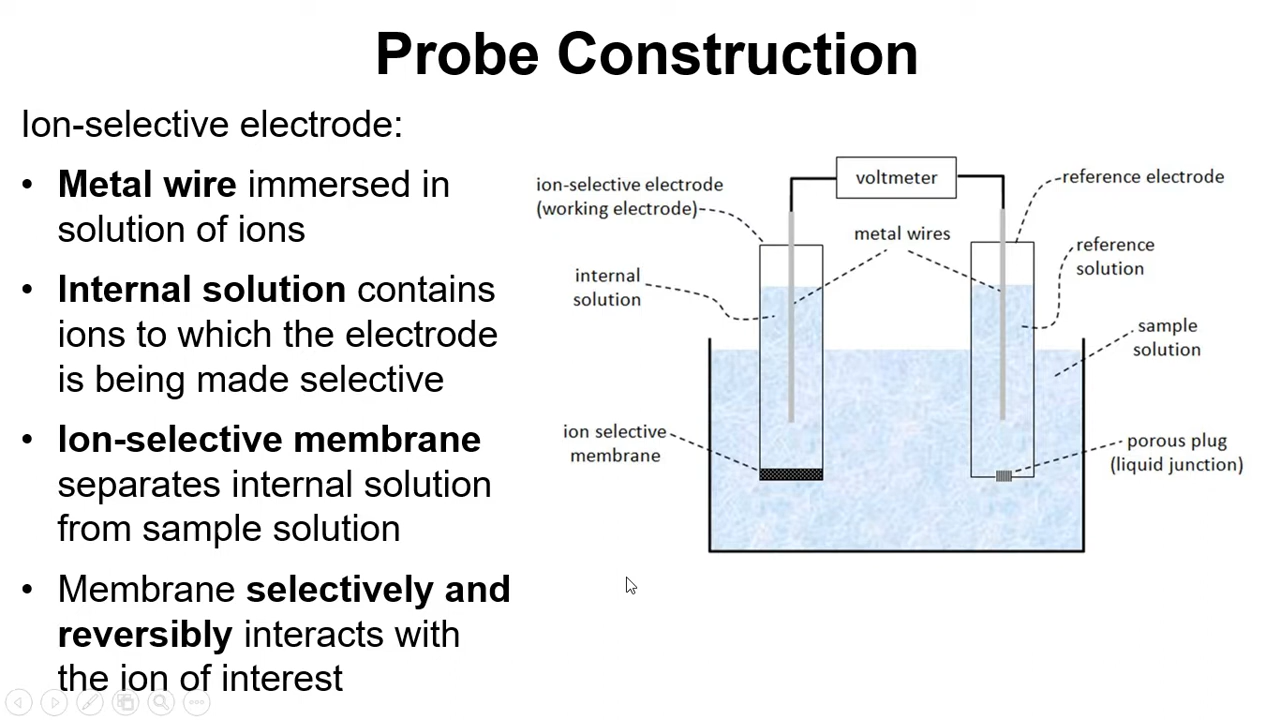 Probe Construction
Ion-selective electrode:
• Metal wire immersed in
solution of ions
• Internal solution contains
ions to which the electrode
is being made selective
• Ion-selective membrane
separates internal solution
from sample solution
• Membrane selectively and
reversibly interacts with
the ion of interest
ion-selective electrode
(working electrode)
voltmeter
reference electrode
metal wires
reference
solution
internal
solution
sample
solution
ion selective
membrane
porous plug
(liquid junction)